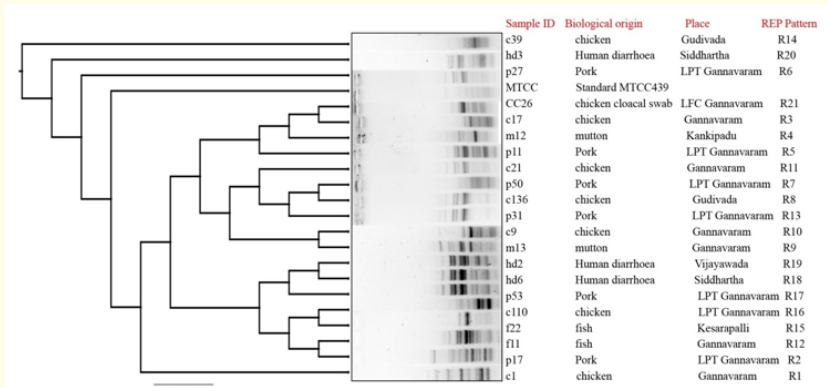 Sample ID Biological origin Place REP Pattern
c39 chicken Gudivada R14
hd3 Human diarrhoea Siddhartha R20
p27 Pork LPT Gannavaram R6
MTCC Standard MTCC439
CC26 chicken cloacal swab LFC Gannavaram R21
c17 chicken Gannavaram R3
m12 mutton Kankipadu R4
p11 Pork LPT Gannavaram R5
c21 chicken Gannavaram R11
p50 Pork LPT Gannavaram R7
c136 chicken Gudivada R8
p31 Pork LPT Gannavaram R13
c9 chicken Gannavaram R10
m13 mutton Gannavaram R9
hd2 Human diarrhoea Vijayawada R19
hd6 Human diarrhoea Siddhartha R18
p53 Pork LPT Gannavaram R17
c110 chicken LPT Gannavaram R16
f22 fish Kesarapalli R15
f11 fish Gannavaram R12
p17 Pork LPT Gannavaram R2
c1 chicken Gannavaram R1